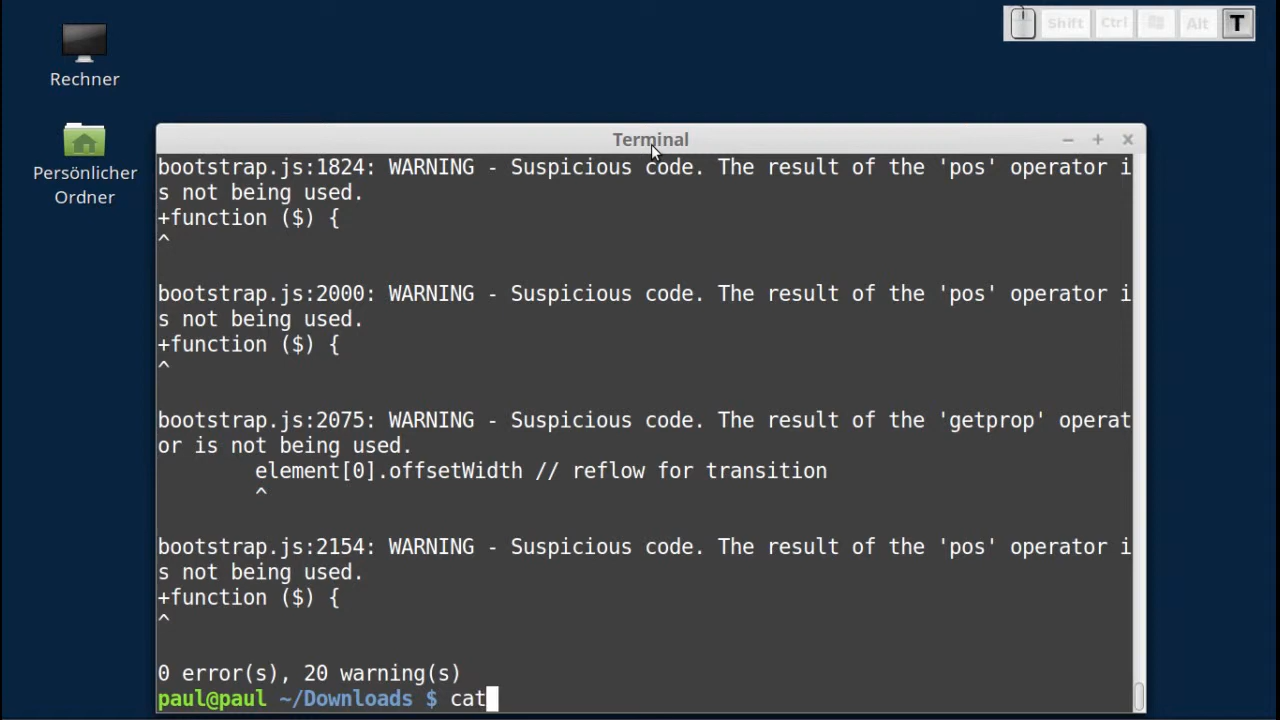 Shift Ctrl Alt T
Rechner
Persönlicher
Ordner
Terminal
bootstrap.js:1824: WARNING - Suspicious code. The result of the 'pos' operator i
s not being used.
+function ($) {
^
bootstrap.js:2000: WARNING - Suspicious code. The result of the 'pos' operator i
s not being used.
+function ($) {
^
bootstrap.js:2075: WARNING - Suspicious code. The result of the 'getprop' operat
or is not being used.
        element[0].offsetWidth // reflow for transition
        ^
bootstrap.js:2154: WARNING - Suspicious code. The result of the 'pos' operator i
s not being used.
+function ($) {
^
0 error(s), 20 warning(s)
paul@paul ~/Downloads $ cat